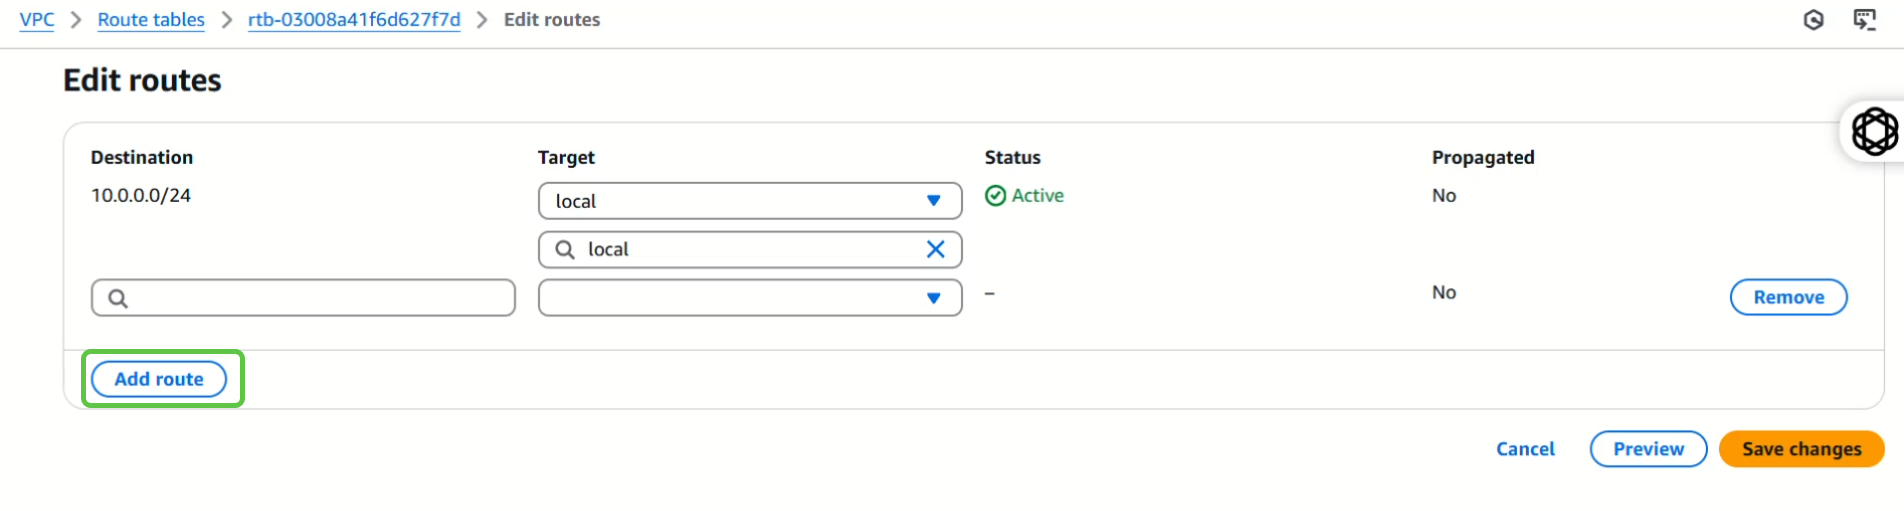 VPC > Route tables > rtb-03008a41f6d627f7d > Edit routes
Edit routes
Destination Target Status Propagated
10.0.0.0/24 local Active No
local
– No Remove
Add route
Cancel Preview Save changes